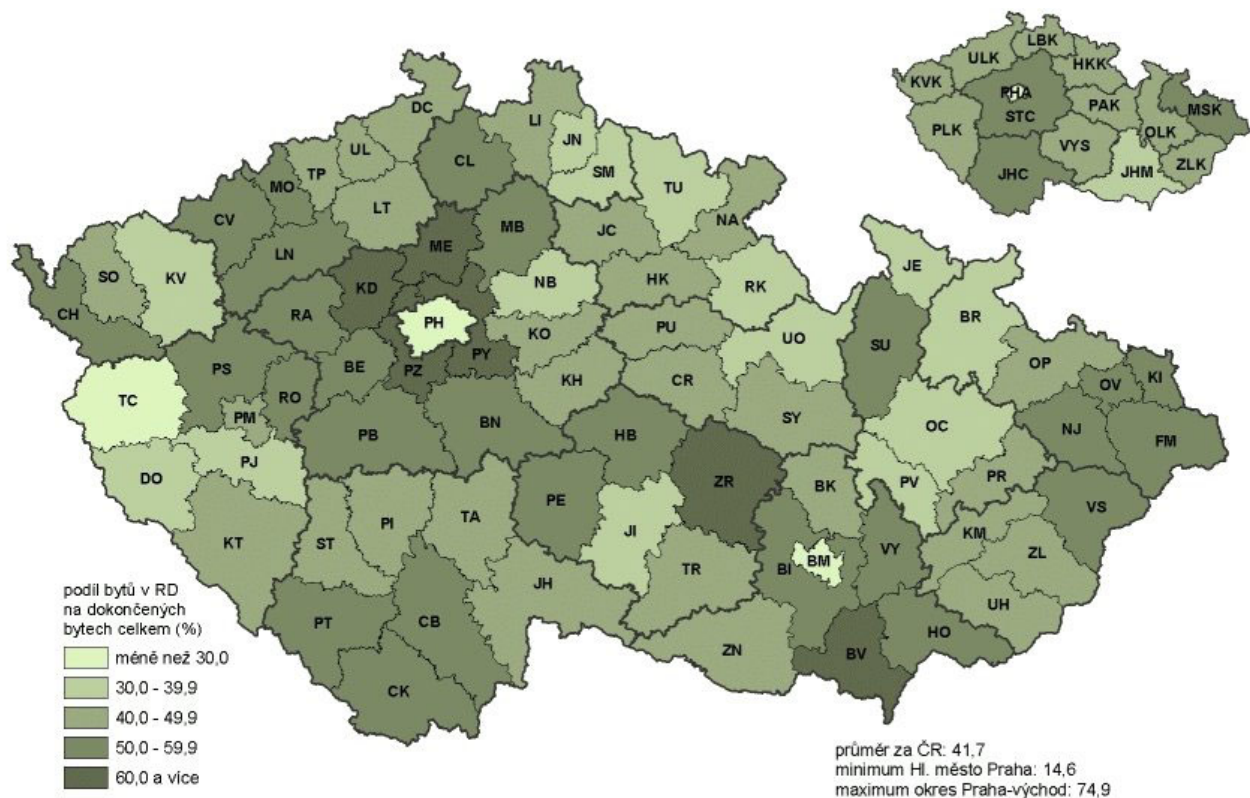 DC
LI
JN
SM
UL
TP
CL
MO
LT
TU
CV
MB
JC
NA
ME
LN
SO
KV
KD
NB
HK
RK
JE
CH
RA
PH
BR
PU
KO
UO
SU
OP
PS
BE
PZ
PY
OV
KI
TC
RO
KH
CR
PM
PB
BN
HB
SY
OC
NJ
FM
DO
PJ
ZR
PV
PR
BK
VS
KT
ST
PI
TA
PE
JI
KM
ZL
TR
BI
BM
VY
JH
UH
PT
CB
ZN
BV
HO
CK
LBK
ULK
HKK
KVK
PHA
STC
PAK
MSK
PLK
OLK
VYS
JHC
JHM
ZLK
podíl bytů v RD
na dokončených
bytech celkem (%)
méně než 30,0
30,0 - 39,9
40,0 - 49,9
50,0 - 59,9
60,0 a více
průměr za ČR: 41,7
minimum Hl. město Praha: 14,6
maximum okres Praha-východ: 74,9